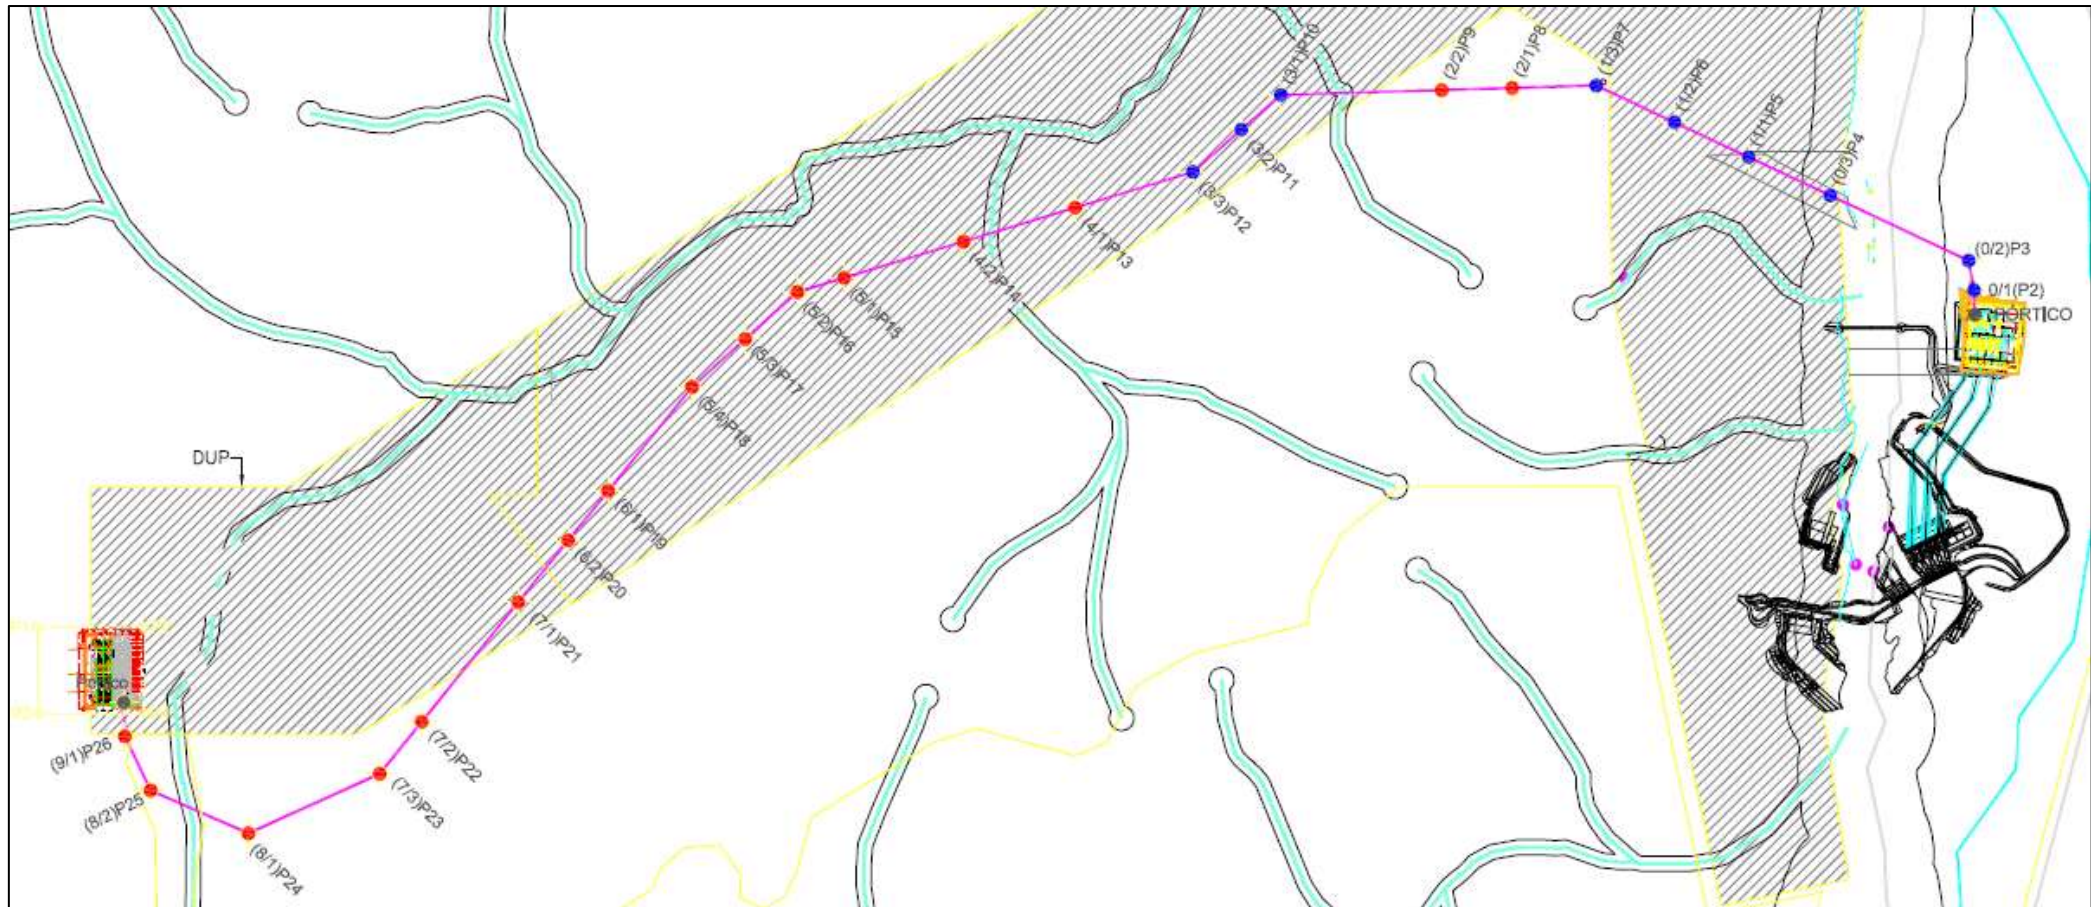 (3/1)P10
(2/2)P9
(2/1)P8
(1/3)P7
(1/2)P6
(1/1)P5
(0/3)P4
(0/2)P3
0/1(P2)
PÓRTICO
(3/2)P11
(3/3)P12
(4/1)P13
(4/2)P14
(5/1)P15
(5/2)P16
(5/3)P17
(5/4)P18
DUP
(6/1)P19
(6/2)P20
(7/1)P21
(7/2)P22
(7/3)P23
(9/1)P26
(8/2)P25
(8/1)P24